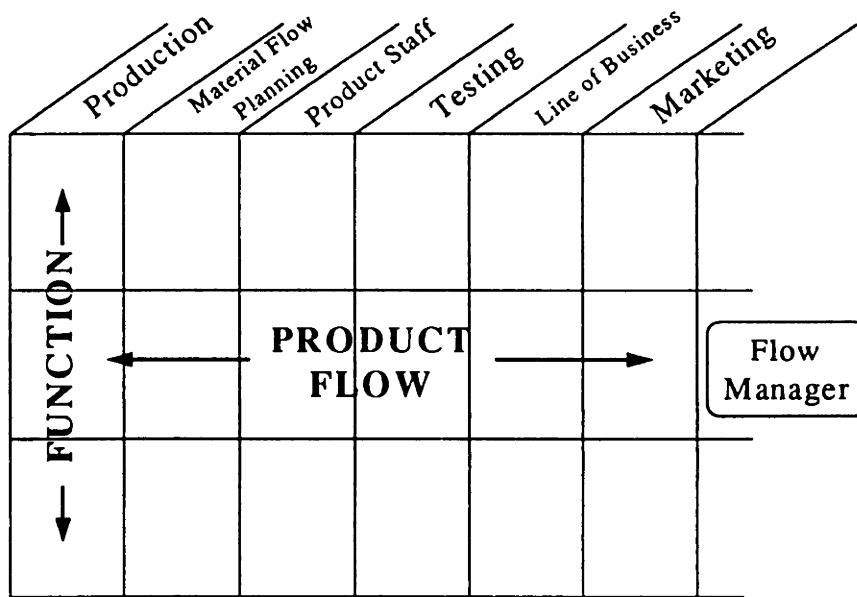 Production
Material Flow
Planning
Product Staff
Testing
Line of Business
Marketing
FUNCTION
PRODUCT
FLOW
Flow
Manager